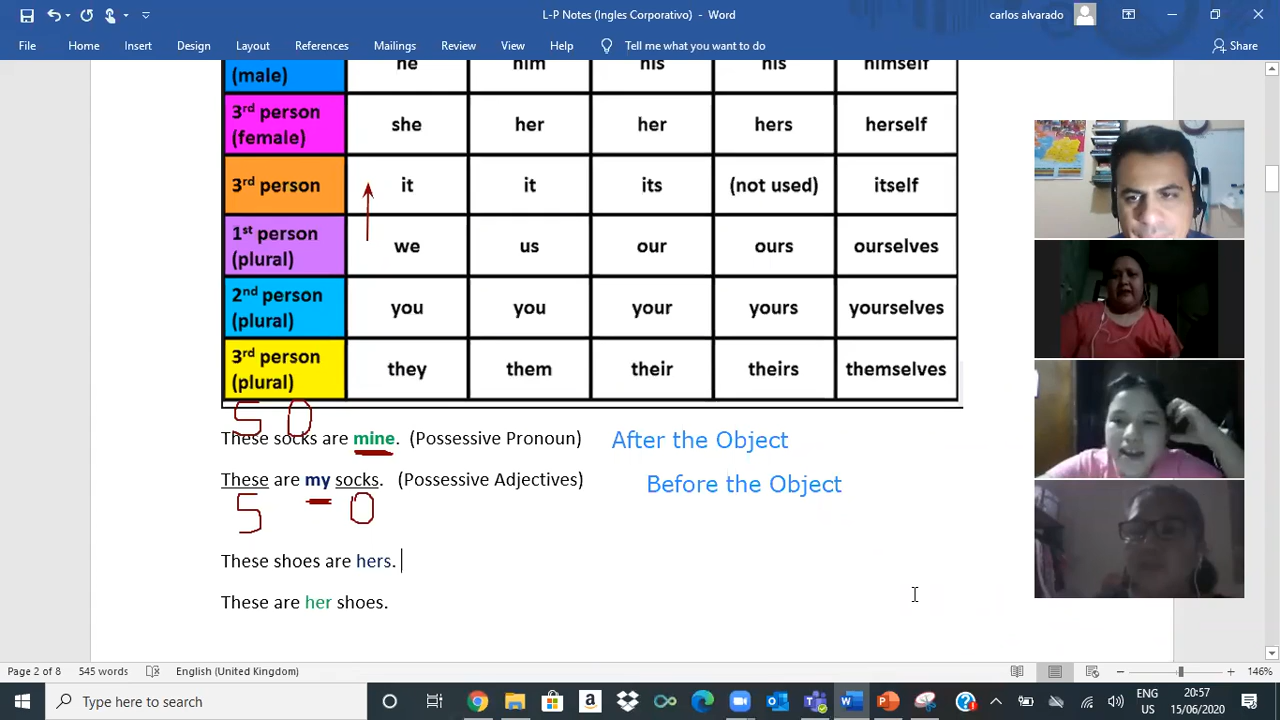 L-P Notes (Ingles Corporativo) - Word
carlos alvarado
File Home Insert Design Layout References Mailings Review View Help Tell me what you want to do Share
(male) he him his his himself
3rd person (female) she her her hers herself
3rd person it it its (not used) itself
1st person (plural) we us our ours ourselves
2nd person (plural) you you your yours yourselves
3rd person (plural) they them their theirs themselves
S O
These socks are mine. (Possessive Pronoun) After the Object
These are my socks. (Possessive Adjectives) Before the Object
S O
These shoes are hers.
These are her shoes.
Page 2 of 8 545 words English (United Kingdom) 146%
Type here to search
ENG 20:57
US 15/06/2020